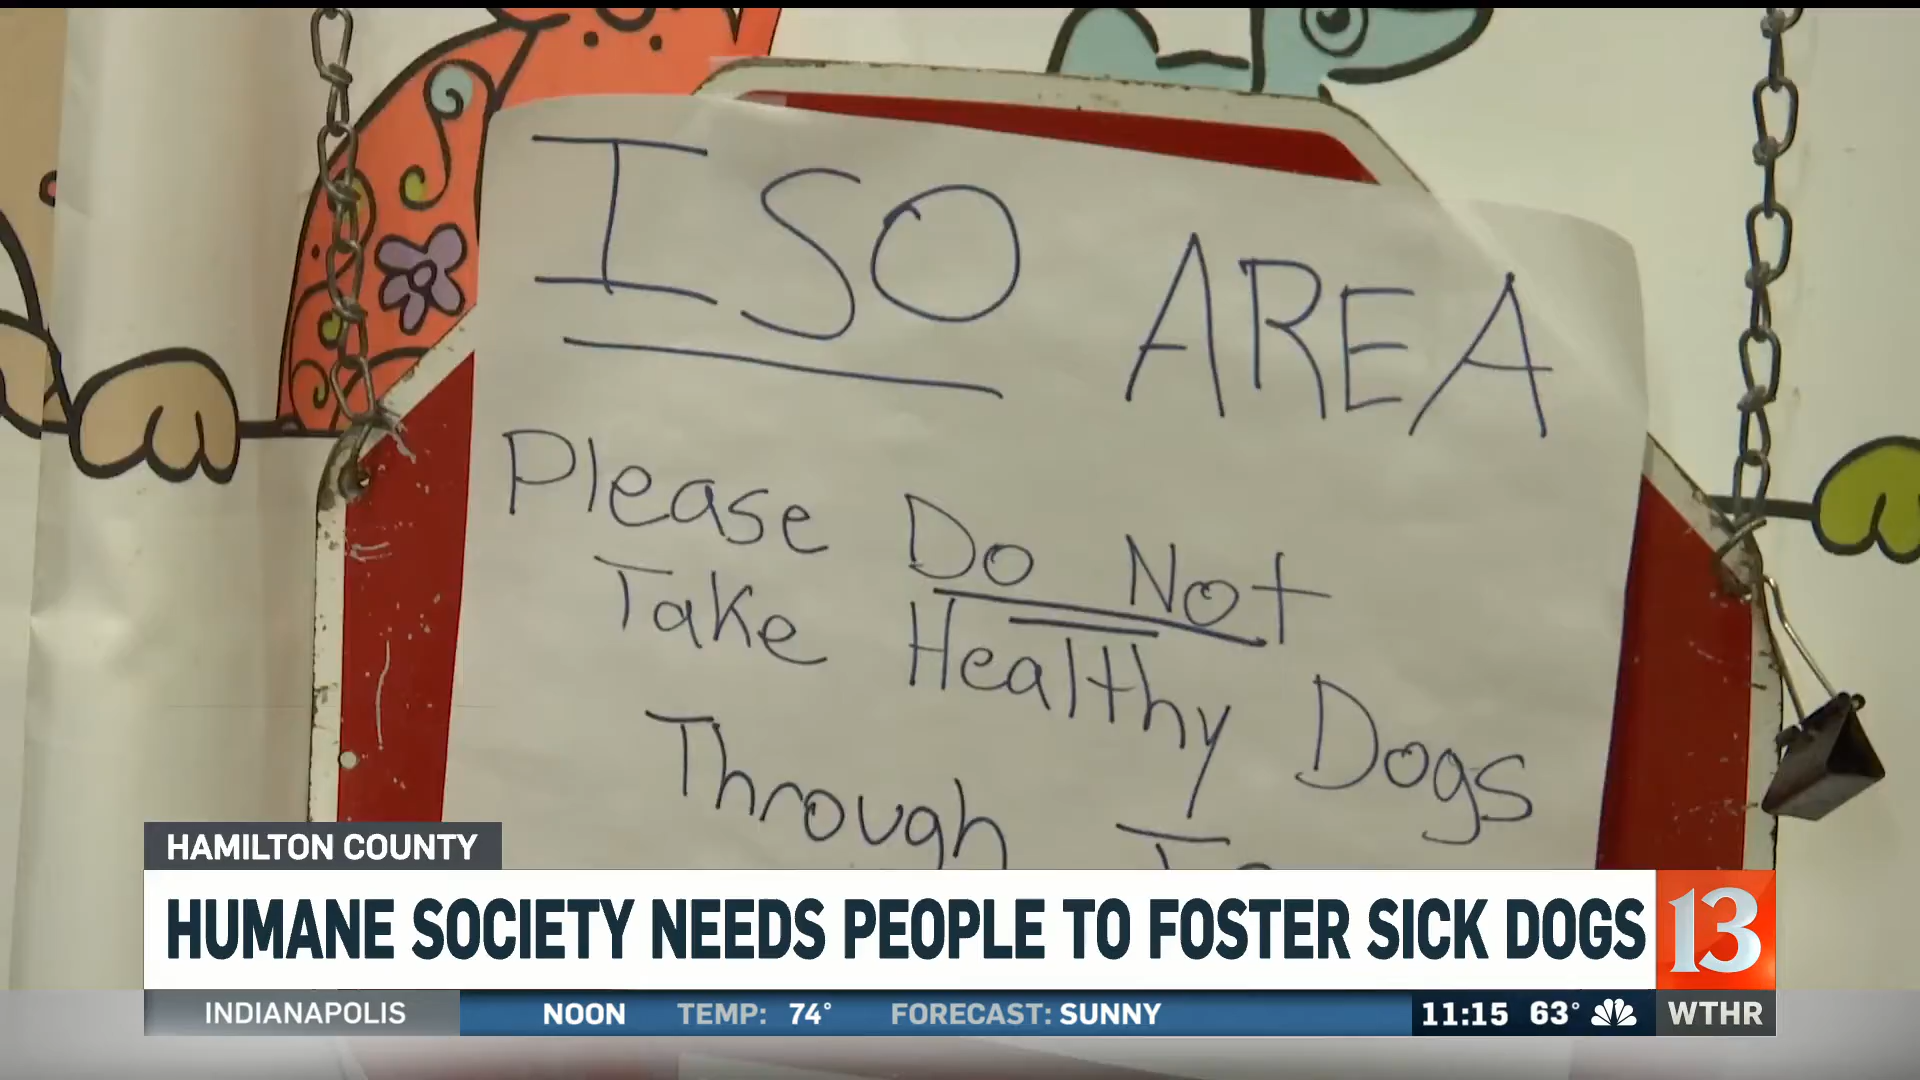 ISO AREA
Please Do Not
Take Healthy Dogs
Through
HAMILTON COUNTY
HUMANE SOCIETY NEEDS PEOPLE TO FOSTER SICK DOGS
13
INDIANAPOLIS NOON TEMP: 74° FORECAST: SUNNY 11:15 63° WTHR